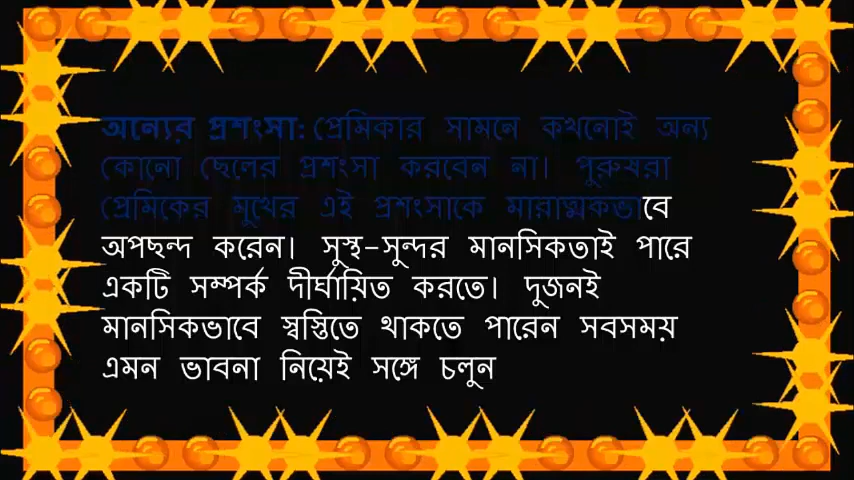 অন্যের প্রশংসা: প্রেমিকার সামনে কখনোই অন্য
কোনো ছেলের প্রশংসা করবেন না। পুরুষরা
প্রেমিকের মুখের এই প্রশংসাকে মারাত্মকভাবে
অপছন্দ করেন। সুস্থ-সুন্দর মানসিকতাই পারে
একটি সম্পর্ক দীর্ঘায়িত করতে। দুজনই
মানসিকভাবে স্বস্তিতে থাকতে পারেন সবসময়
এমন ভাবনা নিয়েই সঙ্গে চলুন